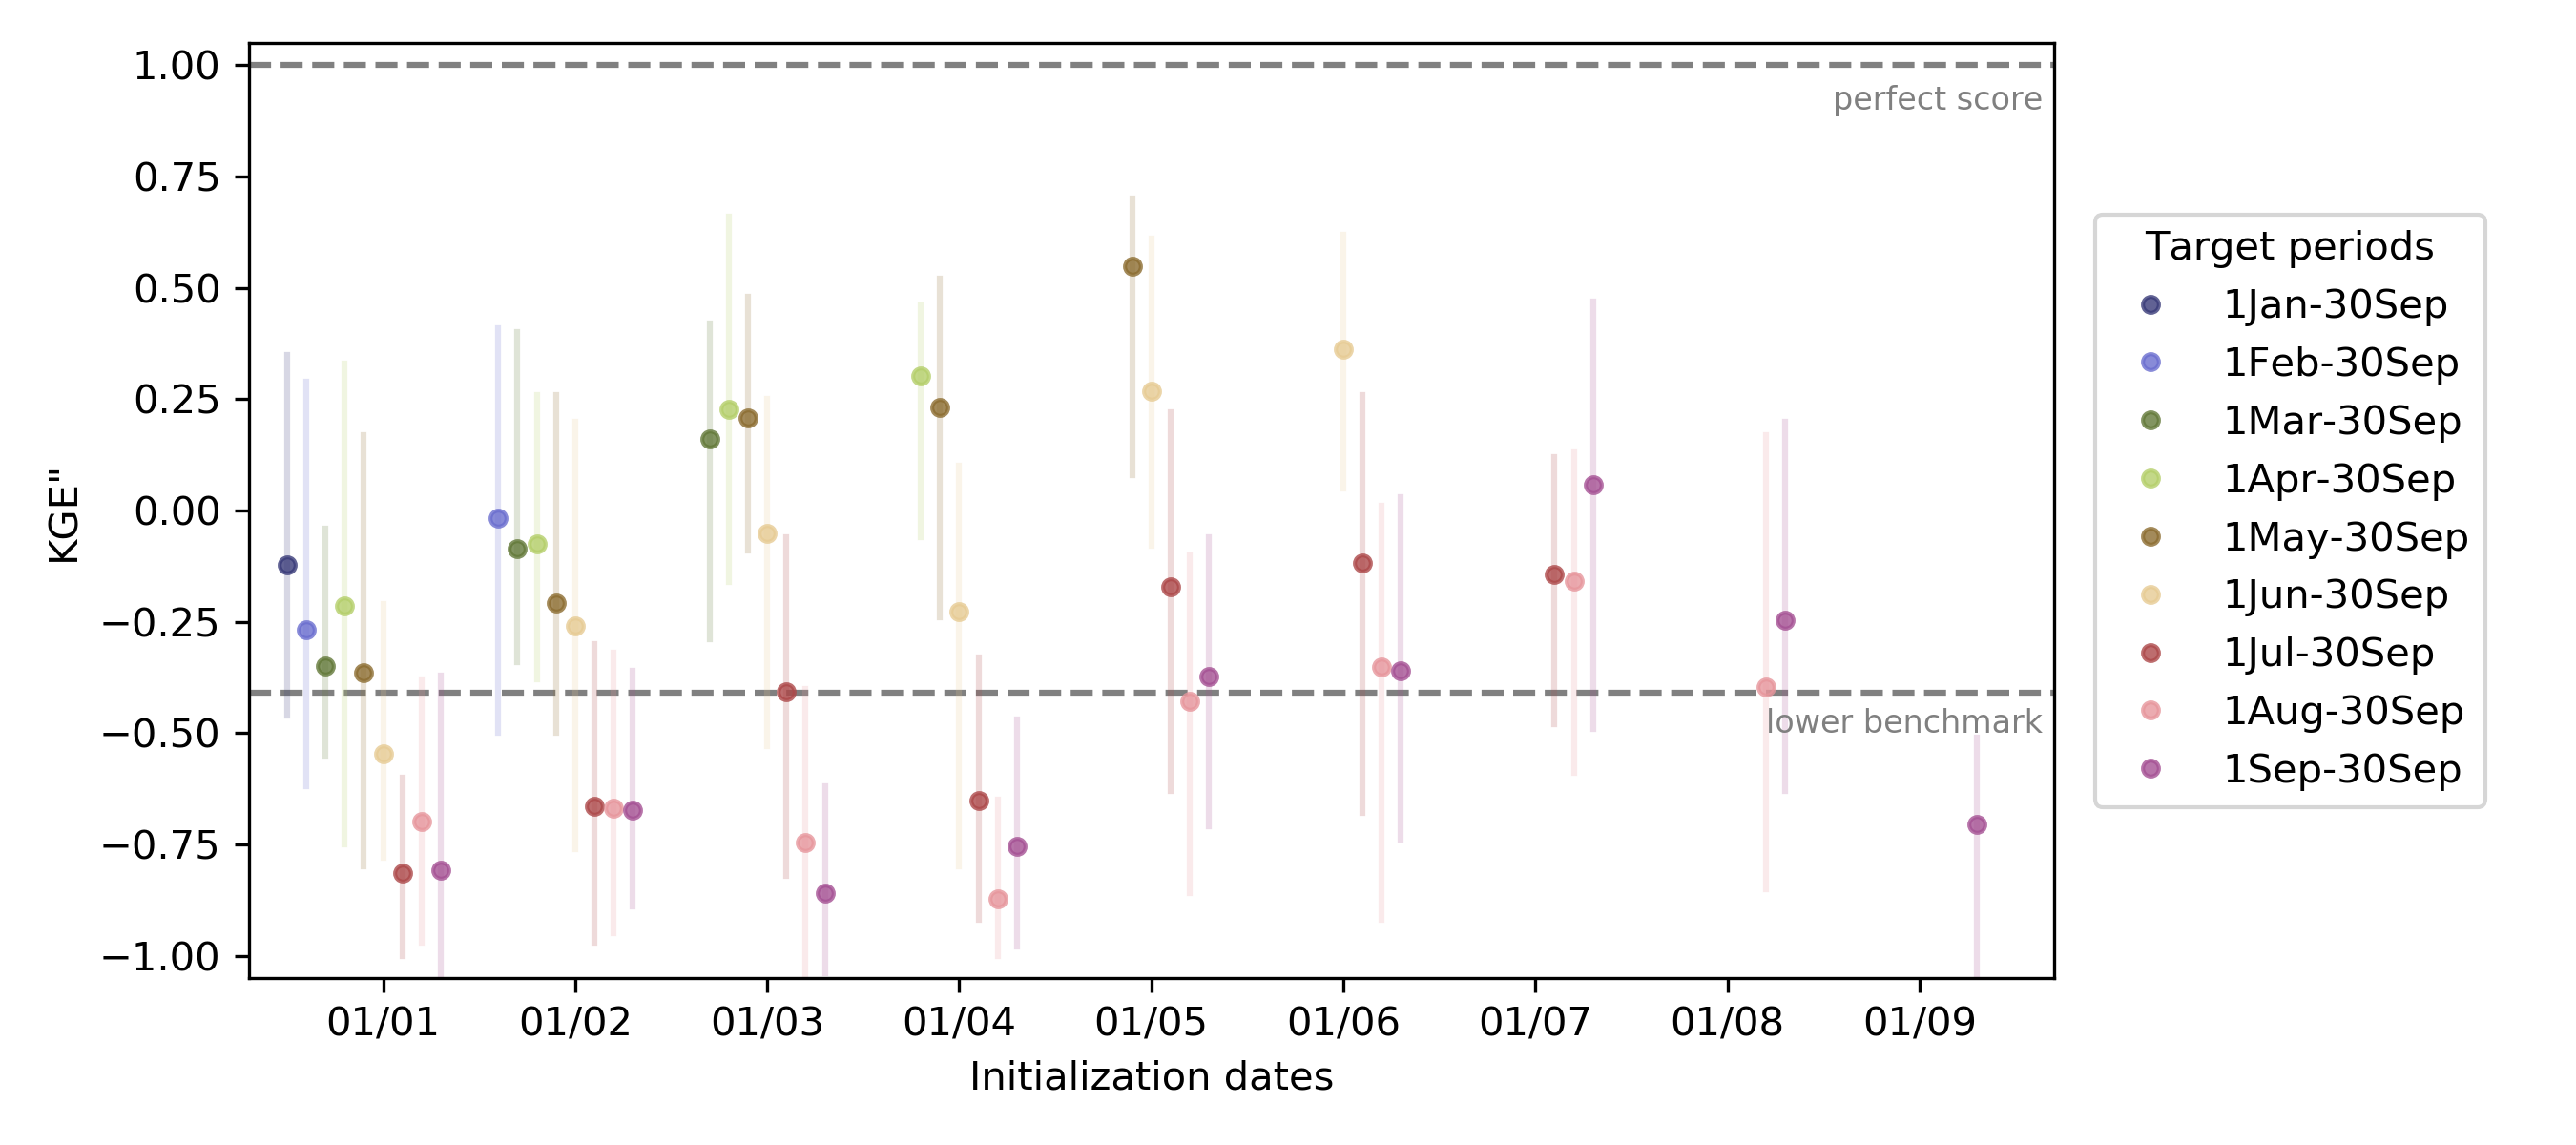 1.00
perfect score
0.75
0.50
0.25
0.00
−0.25
−0.50
lower benchmark
−0.75
−1.00
KGE"
01/01 01/02 01/03 01/04 01/05 01/06 01/07 01/08 01/09
Initialization dates
Target periods
1Jan-30Sep
1Feb-30Sep
1Mar-30Sep
1Apr-30Sep
1May-30Sep
1Jun-30Sep
1Jul-30Sep
1Aug-30Sep
1Sep-30Sep